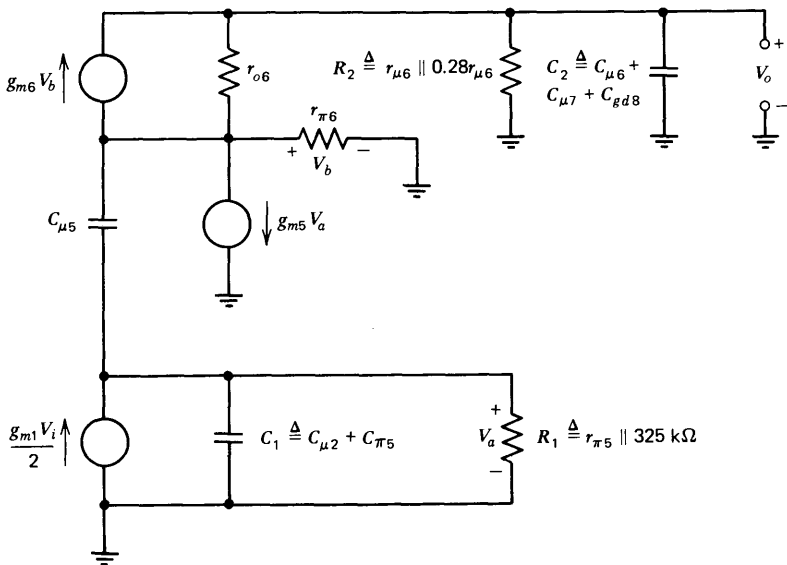 g_{m6}V_b
r_{o6}
R_2 ≜ r_{μ6} || 0.28r_{μ6}
C_2 ≜ C_{μ6} +
C_{μ7} + C_{gd8}
+
V_o
−
r_{π6}
+ −
V_b
C_{μ5}
g_{m5}V_a
g_{m1}V_i
2
C_1 ≜ C_{μ2} + C_{π5}
+
V_a
−
R_1 ≜ r_{π5} || 325 kΩ